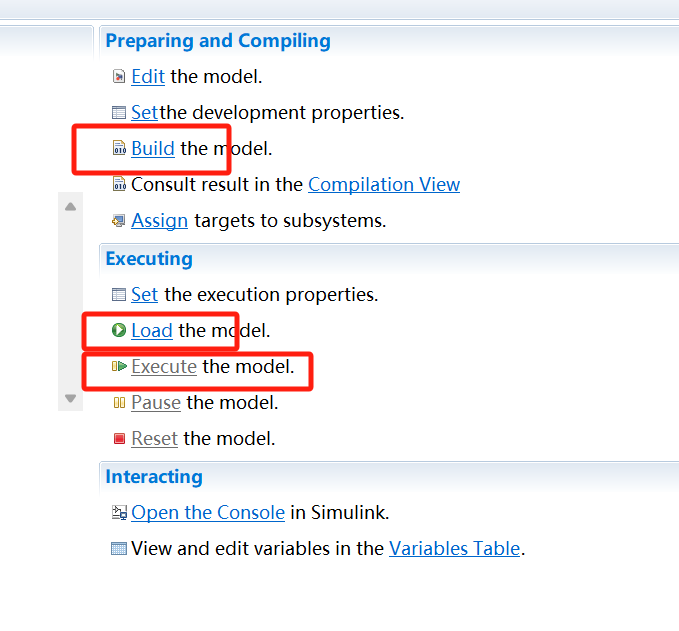 Preparing and Compiling
Edit the model.
Setthe development properties.
Build the model.
Consult result in the Compilation View
Assign targets to subsystems.
Executing
Set the execution properties.
Load the model.
Execute the model.
Pause the model.
Reset the model.
Interacting
Open the Console in Simulink.
View and edit variables in the Variables Table.